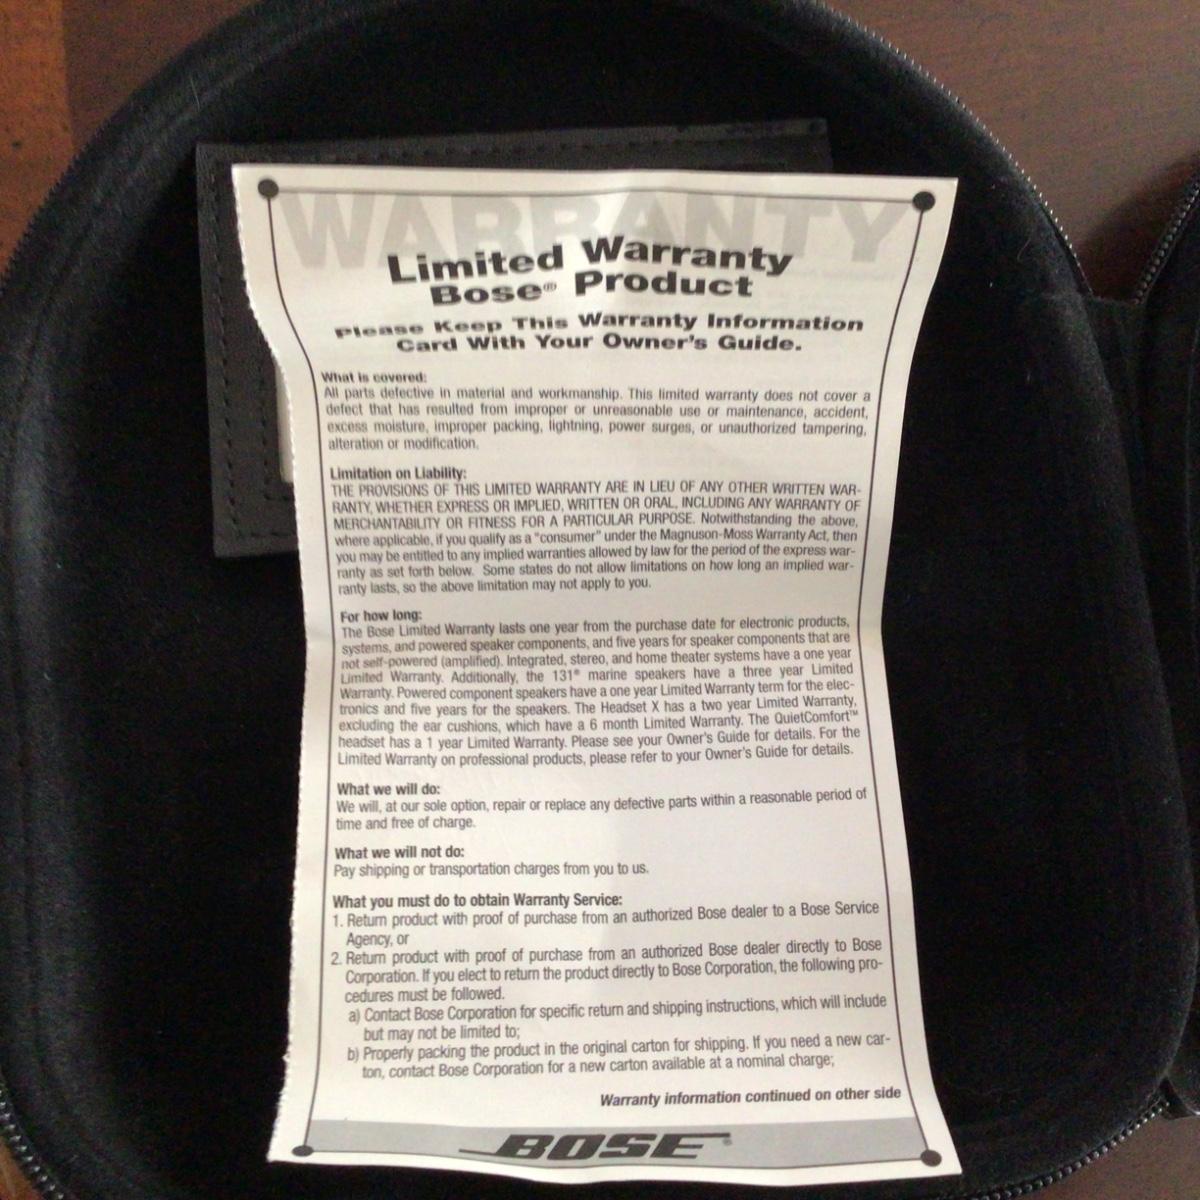 WARRANTY
Limited Warranty
Bose® Product
Please Keep This Warranty Information
Card With Your Owner's Guide.
What is covered:
All parts defective in material and workmanship. This limited warranty does not cover a
defect that has resulted from improper or unreasonable use or maintenance, accident,
excess moisture, improper packing, lightning, power surges, or unauthorized tampering,
alteration or modification.
Limitation on Liability:
THE PROVISIONS OF THIS LIMITED WARRANTY ARE IN LIEU OF ANY OTHER WRITTEN WAR-
RANTY, WHETHER EXPRESS OR IMPLIED, WRITTEN OR ORAL, INCLUDING ANY WARRANTY OF
MERCHANTABILITY OR FITNESS FOR A PARTICULAR PURPOSE. Notwithstanding the above,
where applicable, if you qualify as a "consumer" under the Magnuson-Moss Warranty Act, then
you may be entitled to any implied warranties allowed by law for the period of the express war-
ranty as set forth below. Some states do not allow limitations on how long an implied war-
ranty lasts, so the above limitation may not apply to you.
For how long:
The Bose Limited Warranty lasts one year from the purchase date for electronic products,
systems, and powered speaker components, and five years for speaker components that are
not self-powered (amplified). Integrated, stereo, and home theater systems have a one year
Limited Warranty. Additionally, the 131® marine speakers have a three year Limited
Warranty. Powered component speakers have a one year Limited Warranty term for the elec-
tronics and five years for the speakers. The Headset X has a two year Limited Warranty,
excluding the ear cushions, which have a 6 month Limited Warranty. The QuietComfort™
headset has a 1 year Limited Warranty. Please see your Owner's Guide for details. For the
Limited Warranty on professional products, please refer to your Owner's Guide for details.
What we will do:
We will, at our sole option, repair or replace any defective parts within a reasonable period of
time and free of charge.
What we will not do:
Pay shipping or transportation charges from you to us.
What you must do to obtain Warranty Service:
1. Return product with proof of purchase from an authorized Bose dealer to a Bose Service
Agency, or
2. Return product with proof of purchase from an authorized Bose dealer directly to Bose
Corporation. If you elect to return the product directly to Bose Corporation, the following pro-
cedures must be followed.
a) Contact Bose Corporation for specific return and shipping instructions, which will include
but may not be limited to;
b) Properly packing the product in the original carton for shipping. If you need a new car-
ton, contact Bose Corporation for a new carton available at a nominal charge;
Warranty information continued on other side
BOSE®